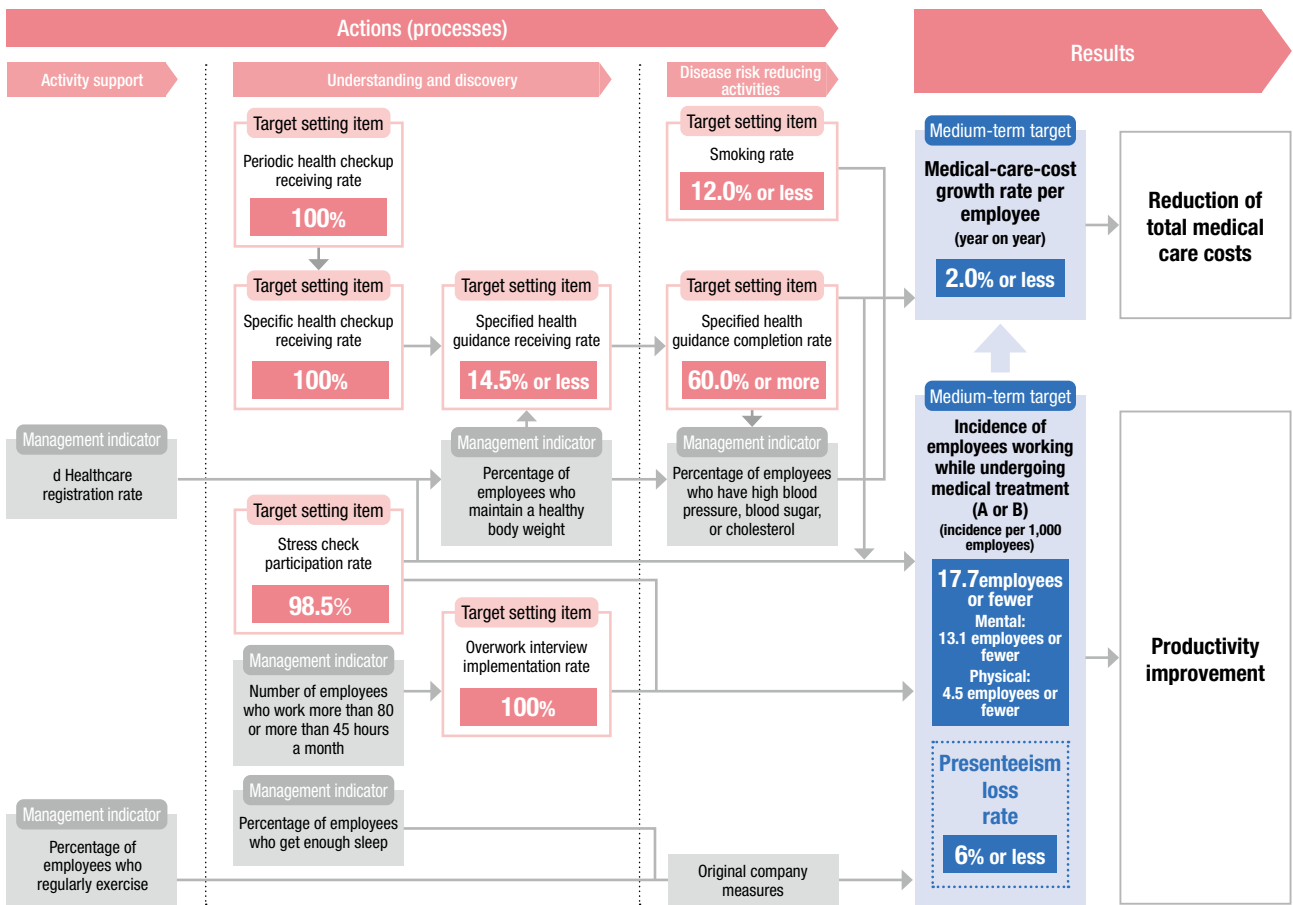 Actions (processes)
Results
Activity support
Understanding and discovery
Disease risk reducing
activities
Target setting item
Periodic health checkup
receiving rate
100%
Target setting item
Smoking rate
12.0% or less
Target setting item
Specific health checkup
receiving rate
100%
Target setting item
Specified health
guidance receiving rate
14.5% or less
Target setting item
Specified health
guidance completion rate
60.0% or more
Management indicator
d Healthcare
registration rate
Management indicator
Percentage of
employees who
maintain a healthy
body weight
Management indicator
Percentage of employees
who have high blood
pressure, blood sugar,
or cholesterol
Target setting item
Stress check
participation rate
98.5%
Target setting item
Overwork interview
implementation rate
100%
Management indicator
Number of employees
who work more than 80
or more than 45 hours
a month
Management indicator
Percentage of employees
who get enough sleep
Management indicator
Percentage of
employees who
regularly exercise
Original company
measures
Medium-term target
Medical-care-cost
growth rate per
employee
(year on year)
2.0% or less
Reduction of
total medical
care costs
Medium-term target
Incidence of
employees working
while undergoing
medical treatment
(A or B)
(incidence per 1,000
employees)
17.7employees
or fewer
Mental:
13.1 employees or
fewer
Physical:
4.5 employees or
fewer
Presenteeism
loss
rate
6% or less
Productivity
improvement